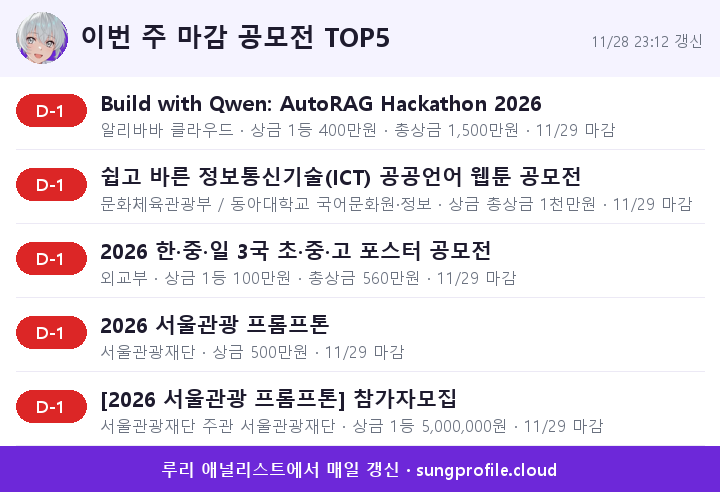 이번 주 마감 공모전 TOP5
11/28 23:12 갱신
D-1
Build with Qwen: AutoRAG Hackathon 2026
알리바바 클라우드 · 상금 1등 400만원 · 총상금 1,500만원 · 11/29 마감
D-1
쉽고 바른 정보통신기술(ICT) 공공언어 웹툰 공모전
문화체육관광부 / 동아대학교 국어문화원·정보 · 상금 총상금 1천만원 · 11/29 마감
D-1
2026 한·중·일 3국 초·중·고 포스터 공모전
외교부 · 상금 1등 100만원 · 총상금 560만원 · 11/29 마감
D-1
2026 서울관광 프롬프톤
서울관광재단 · 상금 500만원 · 11/29 마감
D-1
[2026 서울관광 프롬프톤] 참가자모집
서울관광재단 주관 서울관광재단 · 상금 1등 5,000,000원 · 11/29 마감
루리 애널리스트에서 매일 갱신 · sungprofile.cloud